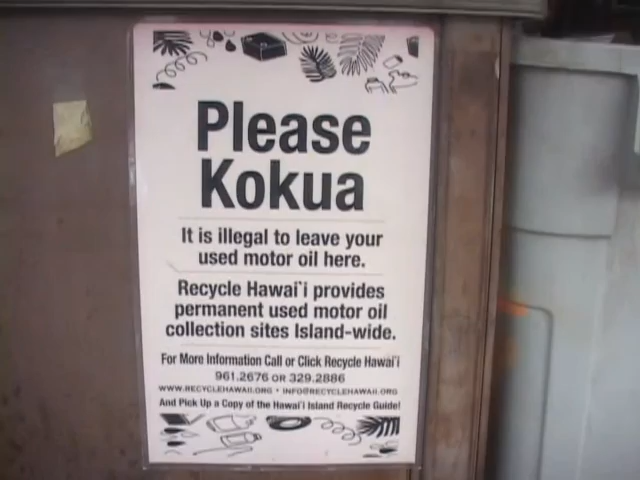 Please
Kokua
It is illegal to leave your
used motor oil here.
Recycle Hawai`i provides
permanent used motor oil
collection sites Island-wide.
For More Information Call or Click Recycle Hawai`i
961.2676 OR 329.2886
WWW.RECYCLEHAWAII.ORG • INFO@RECYCLEHAWAII.ORG
And Pick Up a Copy of the Hawai`i Island Recycle Guide!